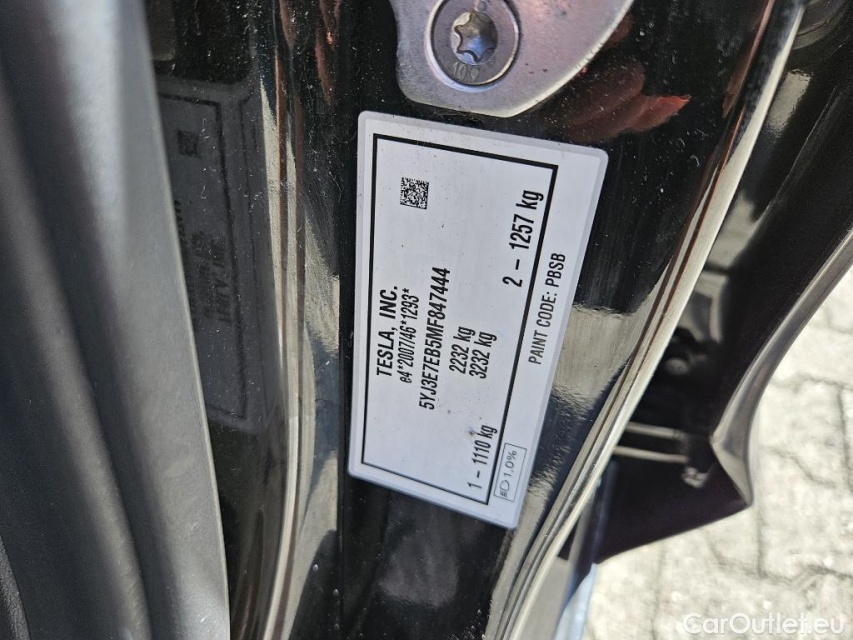 TESLA, INC.
e4*2007/46*1293*
5YJ3E7EB5MF847444
2232 kg
3232 kg
1 – 1110 kg
2 – 1257 kg
1.0%
PAINT CODE: PBSB
100
CarOutlet.eu